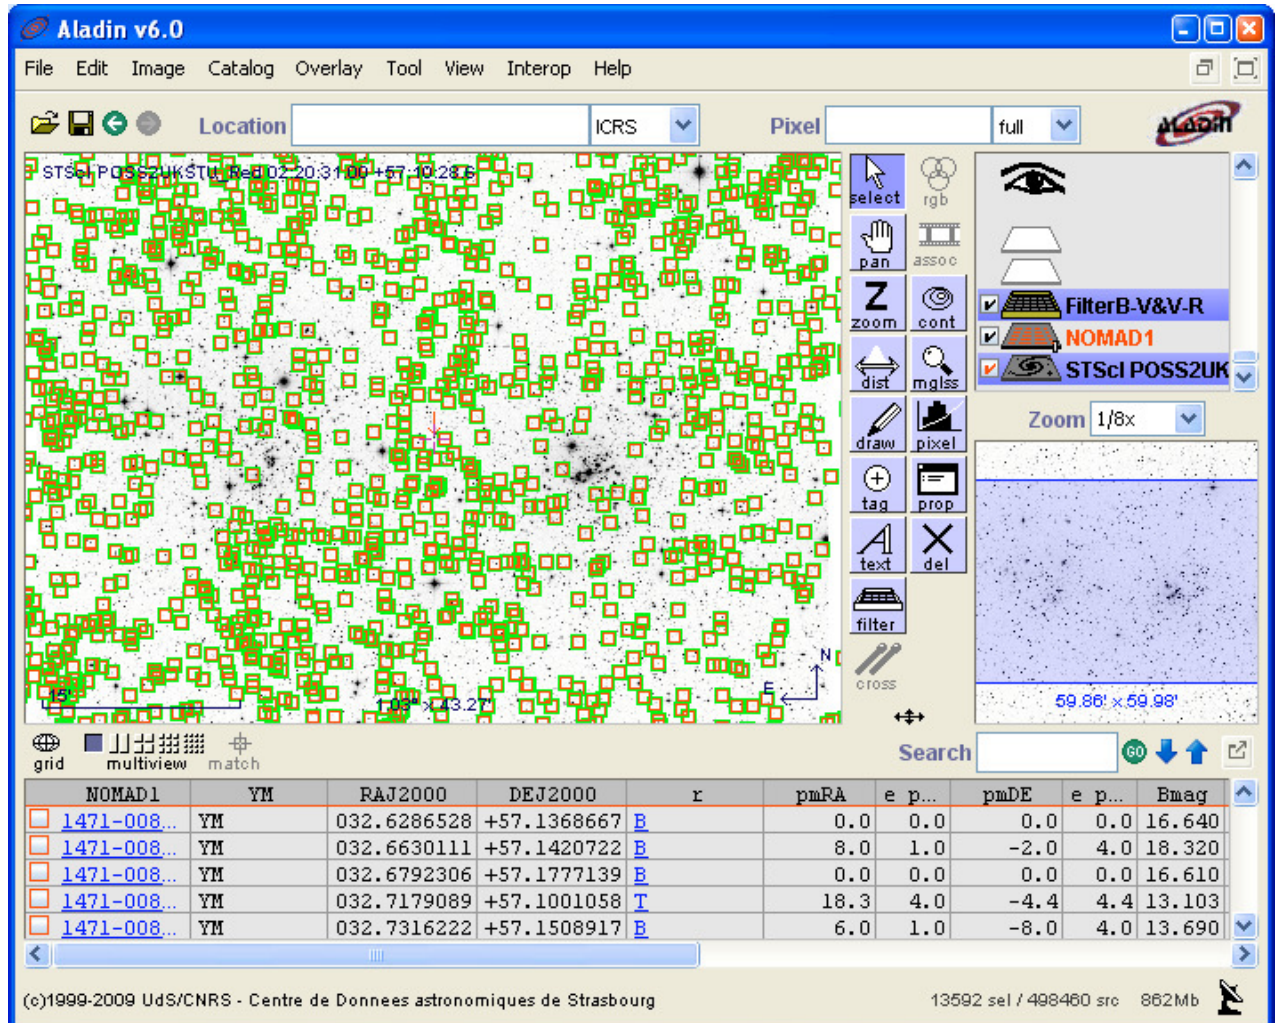 Aladin v6.0
File Edit Image Catalog Overlay Tool View Interop Help
Location ICRS Pixel full ALADIN
STScI POSS2UKSTU_Red 02:20:31.00 +57:10:28.6
select rgb
pan assoc
zoom cont
dist mglss
draw pixel
tag prop
text del
filter
cross
FilterB-V&V-R
NOMAD1
STScI POSS2UK
Zoom 1/8x
59.86' x 59.98'
N
E
15'
1.03° x 43.27'
grid multiview match
Search GO
NOMAD1 YM RAJ2000 DEJ2000 r pmRA e p... pmDE e p... Bmag
1471-008... YM 032.6286528 +57.1368667 B 0.0 0.0 0.0 0.0 16.640
1471-008... YM 032.6630111 +57.1420722 B 8.0 1.0 -2.0 4.0 18.320
1471-008... YM 032.6792306 +57.1777139 B 0.0 0.0 0.0 0.0 16.610
1471-008... YM 032.7179089 +57.1001058 T 18.3 4.0 -4.4 4.4 13.103
1471-008... YM 032.7316222 +57.1508917 B 6.0 1.0 -8.0 4.0 13.690
(c)1999-2009 UdS/CNRS - Centre de Donnees astronomiques de Strasbourg 13592 sel / 498460 src 862Mb